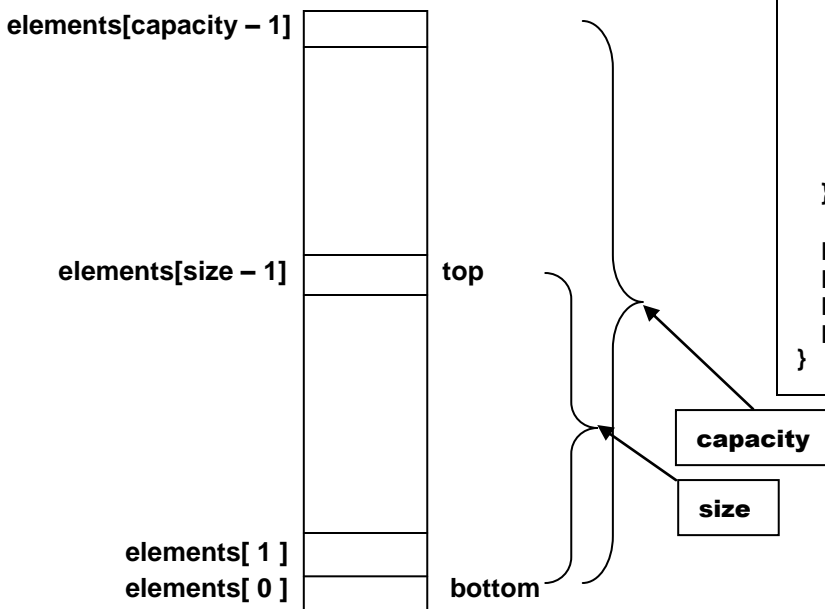 elements[capacity – 1]
elements[size – 1] top
}
capacity
size
elements[ 1 ]
elements[ 0 ] bottom